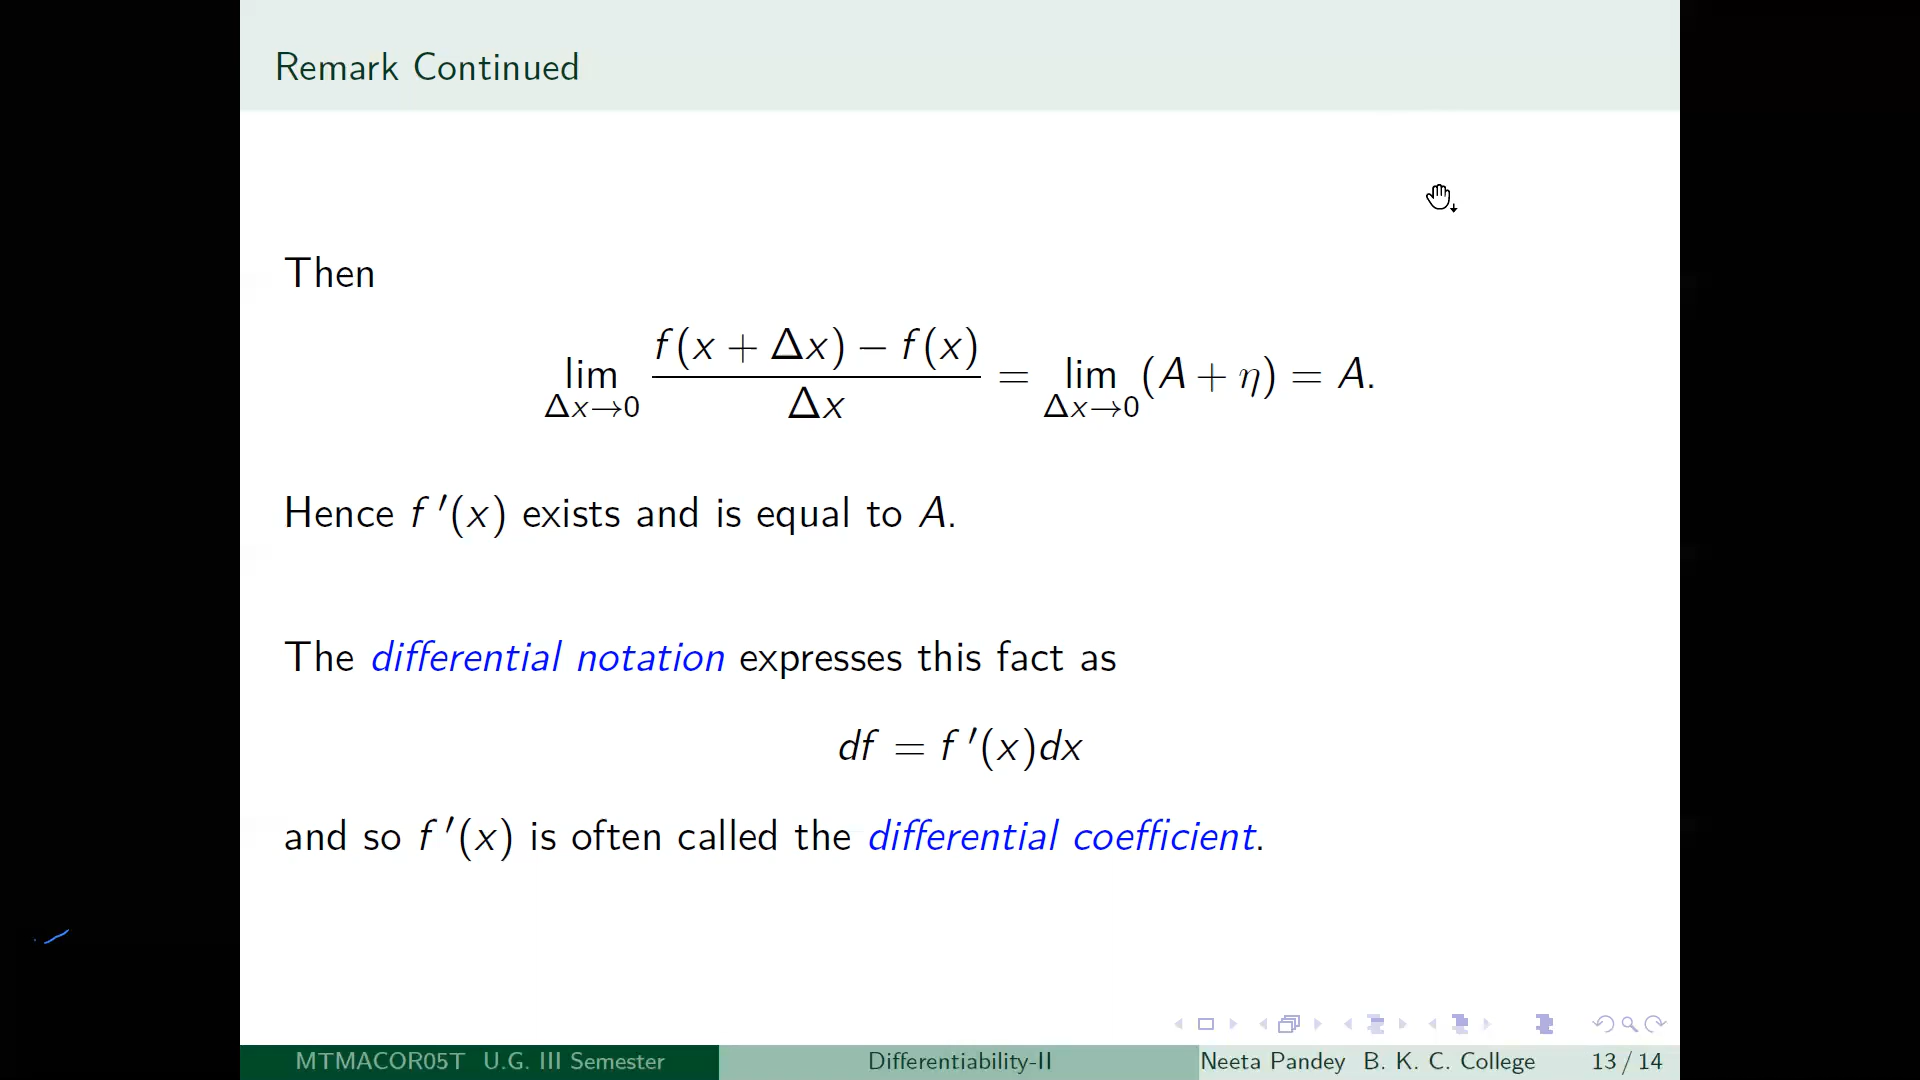 Remark Continued
Then
lim_{Δx→0} \frac{f(x + Δx) − f(x)}{Δx} = lim_{Δx→0} (A + η) = A.
Hence f ′(x) exists and is equal to A.
The differential notation expresses this fact as
df = f ′(x)dx
and so f ′(x) is often called the differential coefficient.
MTMACOR05T U.G. III Semester Differentiability-II Neeta Pandey B. K. C. College 13 / 14